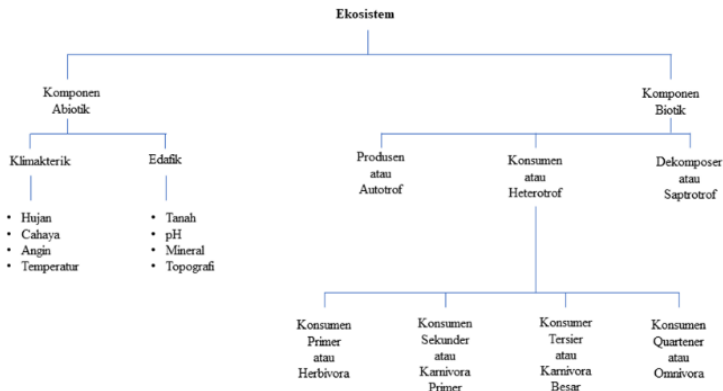 Ekosistem
Komponen
Abiotik
Komponen
Biotik
Klimakterik
Edafik
Produsen
atau
Autotrof
Konsumen
atau
Heterotrof
Dekomposer
atau
Saptrotrof
• Hujan
• Cahaya
• Angin
• Temperatur
• Tanah
• pH
• Mineral
• Topografi
Konsumen
Primer
atau
Herbivora
Konsumen
Sekunder
atau
Karnivora
Primer
Konsumer
Tersier
atau
Karnivora
Besar
Konsumen
Quartener
atau
Omnivora